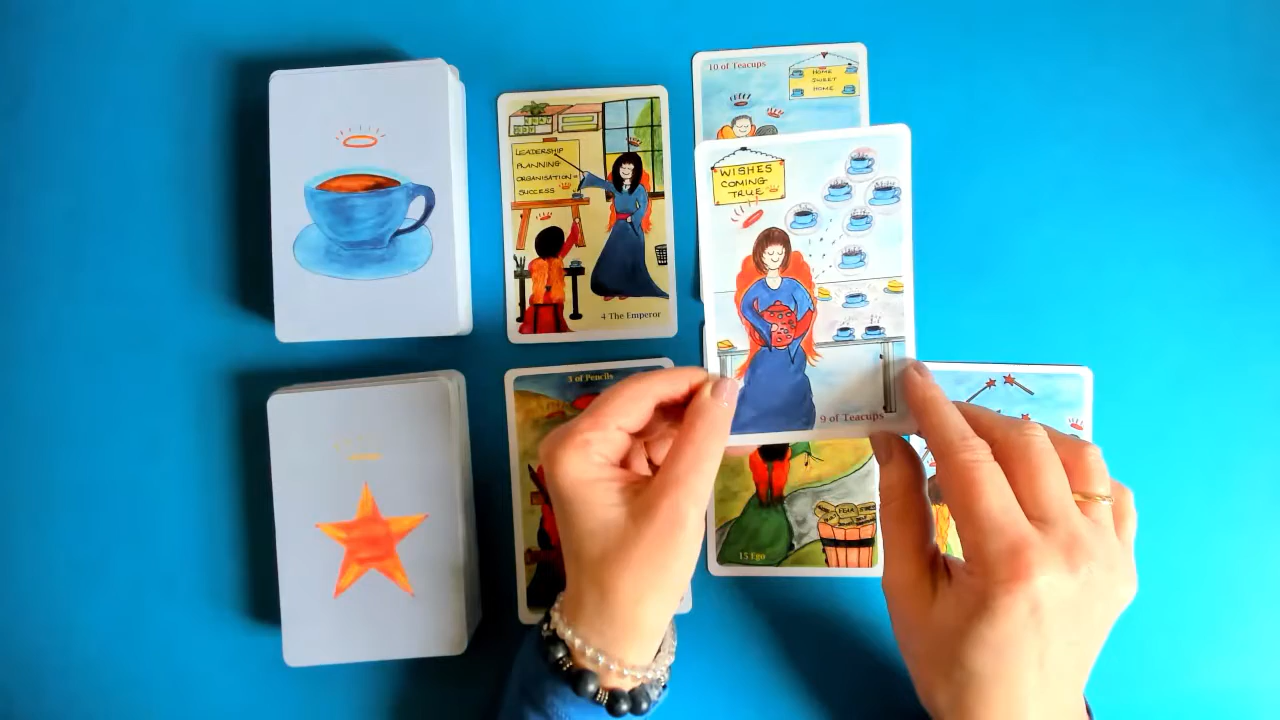 10 of Teacups
HOME
SWEET
HOME
LEADERSHIP
PLANNING
ORGANISATION =
SUCCESS
4 The Emperor
WISHES
COMING
TRUE
9 of Teacups
3 of Pencils
FEAR
15 Ego